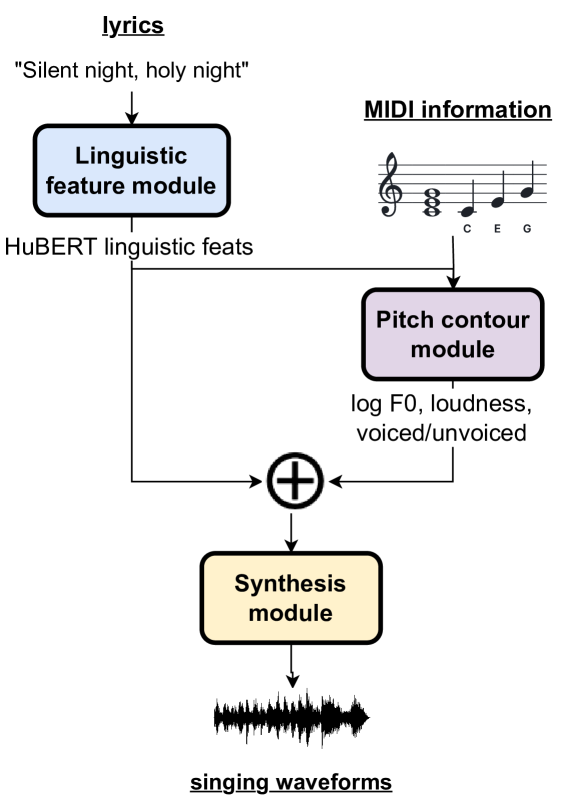 lyrics
"Silent night, holy night"
MIDI information
Linguistic
feature module
C E G
HuBERT linguistic feats
Pitch contour
module
log F0, loudness,
voiced/unvoiced
Synthesis
module
singing waveforms